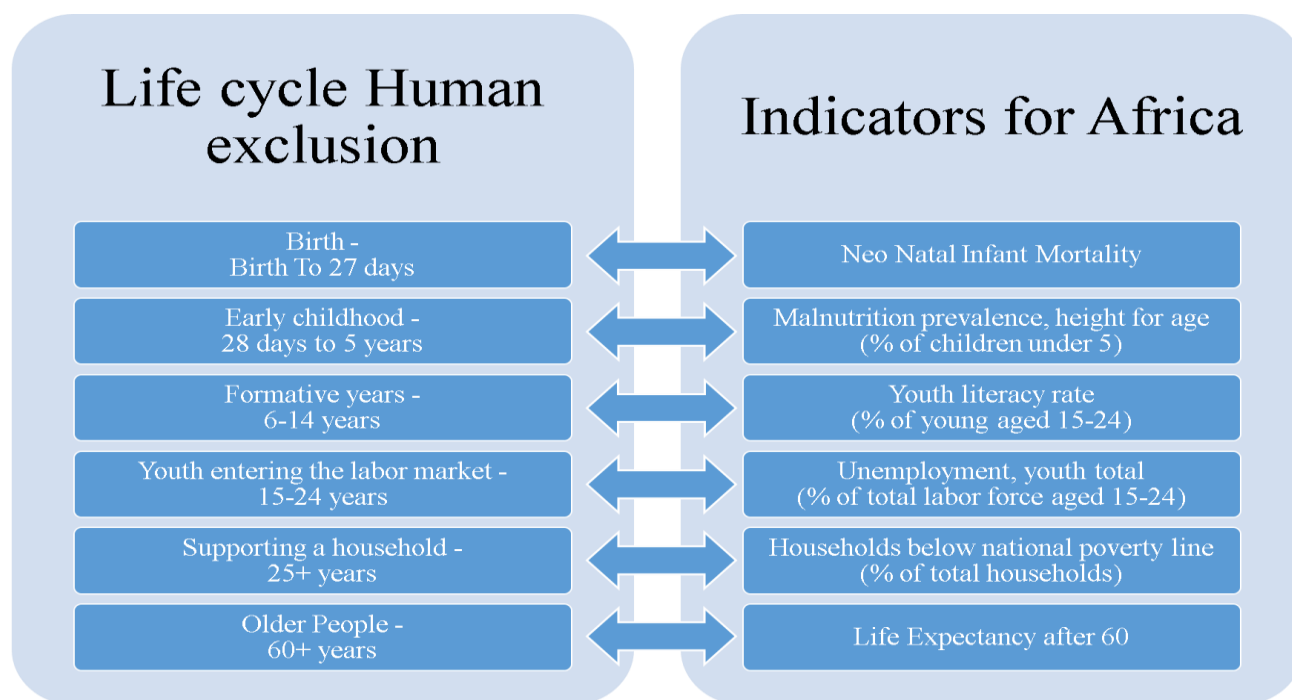 Life cycle Human
exclusion
Birth -
Birth To 27 days
Early childhood -
28 days to 5 years
Formative years -
6-14 years
Youth entering the labor market -
15-24 years
Supporting a household -
25+ years
Older People -
60+ years
Indicators for Africa
Neo Natal Infant Mortality
Malnutrition prevalence, height for age
(% of children under 5)
Youth literacy rate
(% of young aged 15-24)
Unemployment, youth total
(% of total labor force aged 15-24)
Households below national poverty line
(% of total households)
Life Expectancy after 60